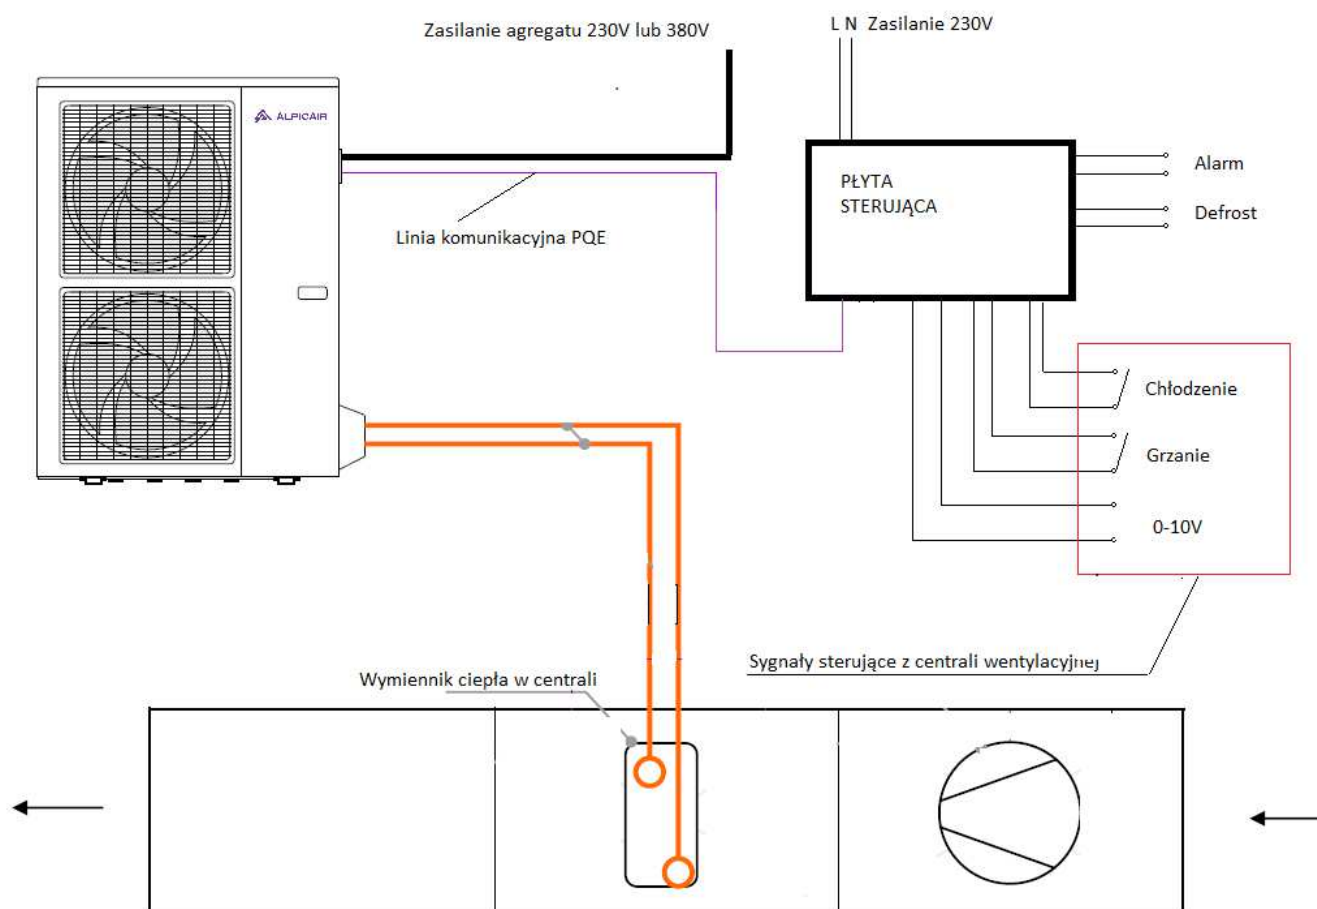 Zasilanie agregatu 230V lub 380V
L N Zasilanie 230V
ALPICAIR
PŁYTA
STERUJĄCA
Alarm
Defrost
Linia komunikacyjna PQE
Chłodzenie
Grzanie
0-10V
Sygnały sterujące z centrali wentylacyjnej
Wymiennik ciepła w centrali